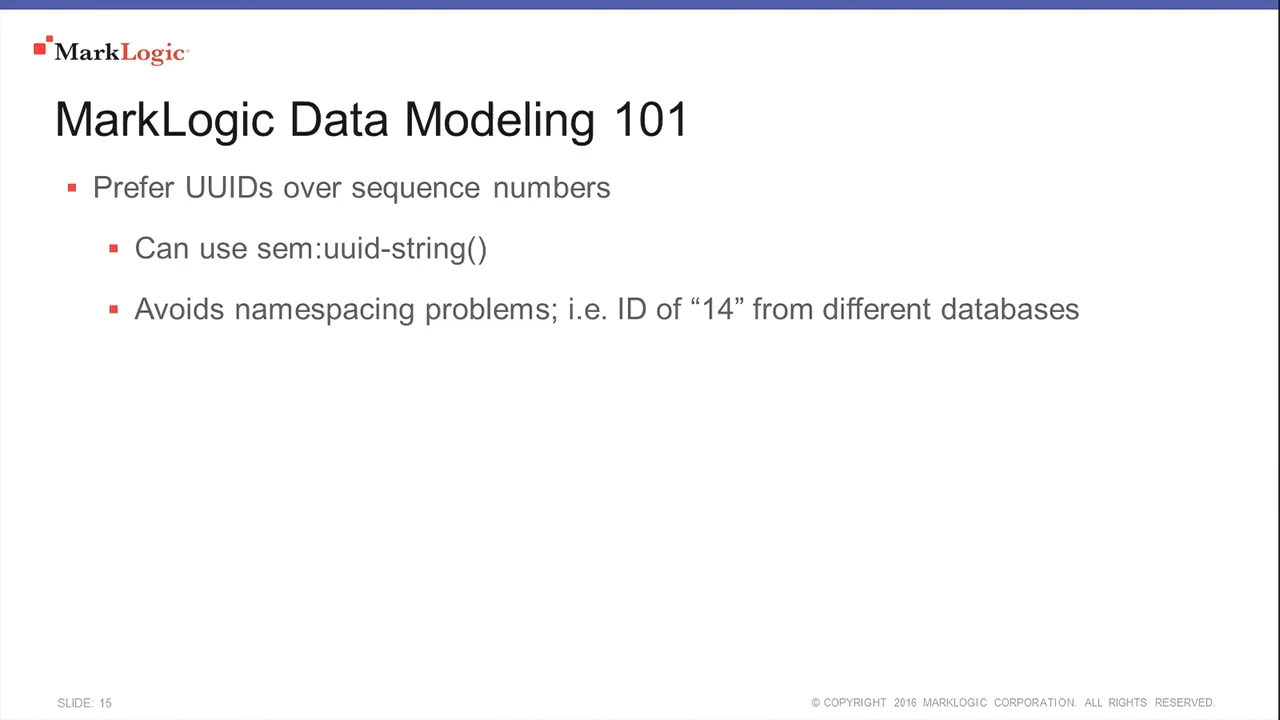 MarkLogic
MarkLogic Data Modeling 101
Prefer UUIDs over sequence numbers
Can use sem:uuid-string()
Avoids namespacing problems; i.e. ID of “14” from different databases
SLIDE: 15
© COPYRIGHT 2016 MARKLOGIC CORPORATION. ALL RIGHTS RESERVED.